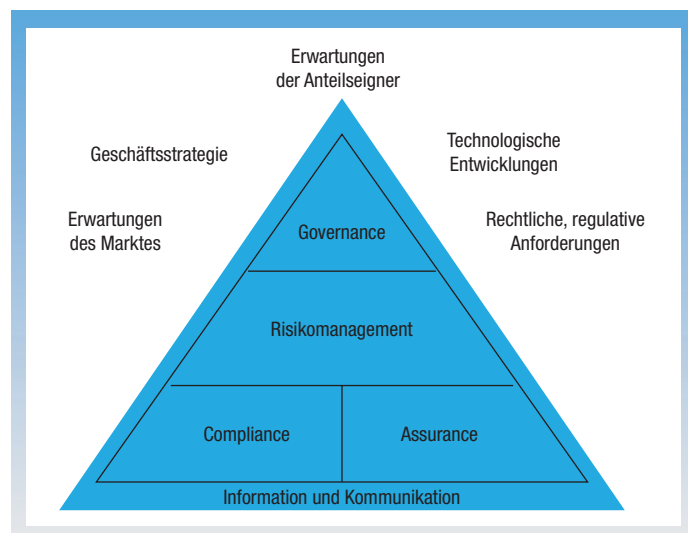 Erwartungen
der Anteilseigner
Geschäftsstrategie
Technologische
Entwicklungen
Erwartungen
des Marktes
Rechtliche, regulative
Anforderungen
Governance
Risikomanagement
Compliance
Assurance
Information und Kommunikation